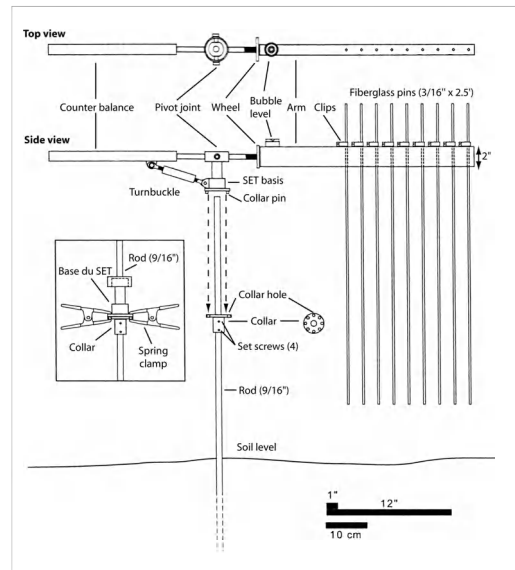 Top view
Counter balance
Pivot joint
Wheel
Bubble
level
Arm
Clips
Fiberglass pins (3/16" x 2.5')
Side view
2"
Turnbuckle
SET basis
Collar pin
Rod (9/16")
Base du SET
Collar
Spring
clamp
Collar hole
Collar
Set screws (4)
Rod (9/16")
Soil level
1"
12"
10 cm